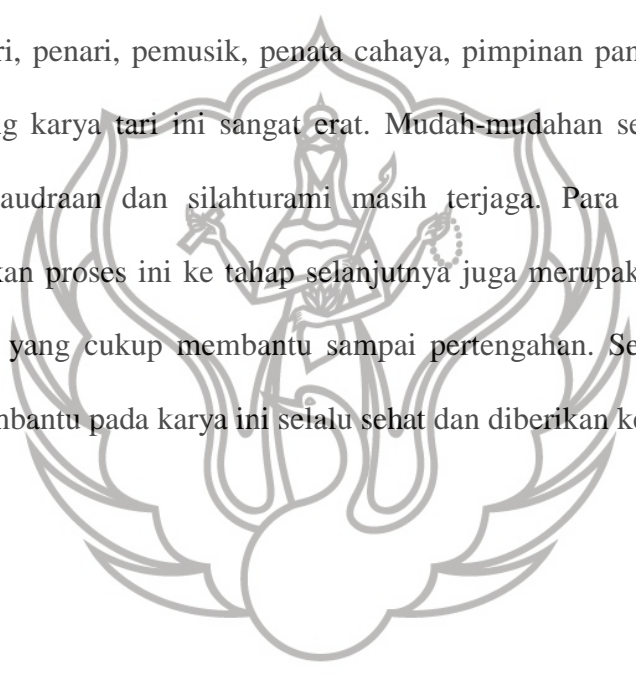 ri, penari, pemusik, penata cahaya, pimpinan pan
g karya tari ini sangat erat. Mudah-mudahan se
audraan dan silahturami masih terjaga. Para
kan proses ini ke tahap selanjutnya juga merupak
yang cukup membantu sampai pertengahan. Se
nbantu pada karya ini selalu sehat dan diberikan ke